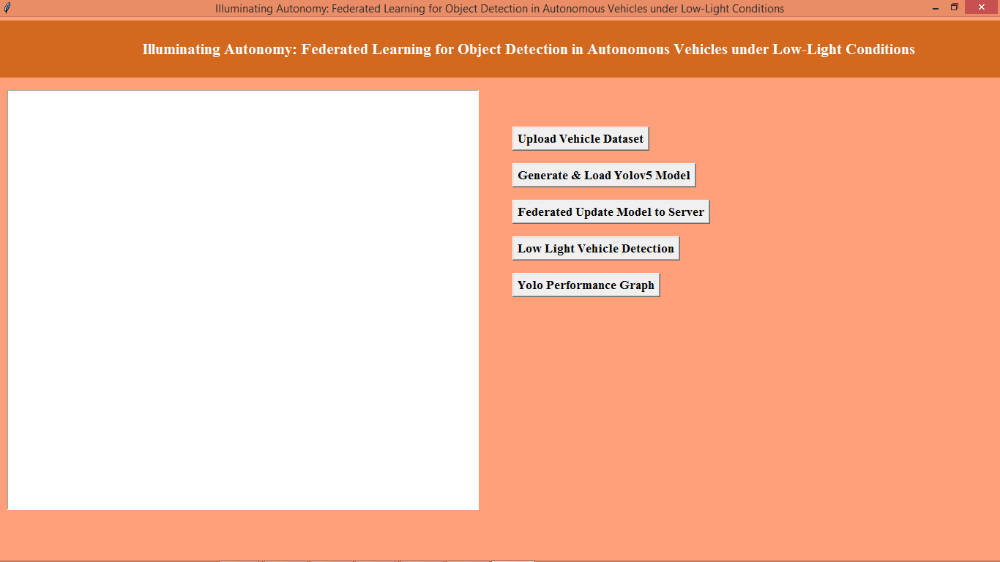 Illuminating Autonomy: Federated Learning for Object Detection in Autonomous Vehicles under Low-Light Conditions
Illuminating Autonomy: Federated Learning for Object Detection in Autonomous Vehicles under Low-Light Conditions
Upload Vehicle Dataset
Generate & Load Yolov5 Model
Federated Update Model to Server
Low Light Vehicle Detection
Yolo Performance Graph